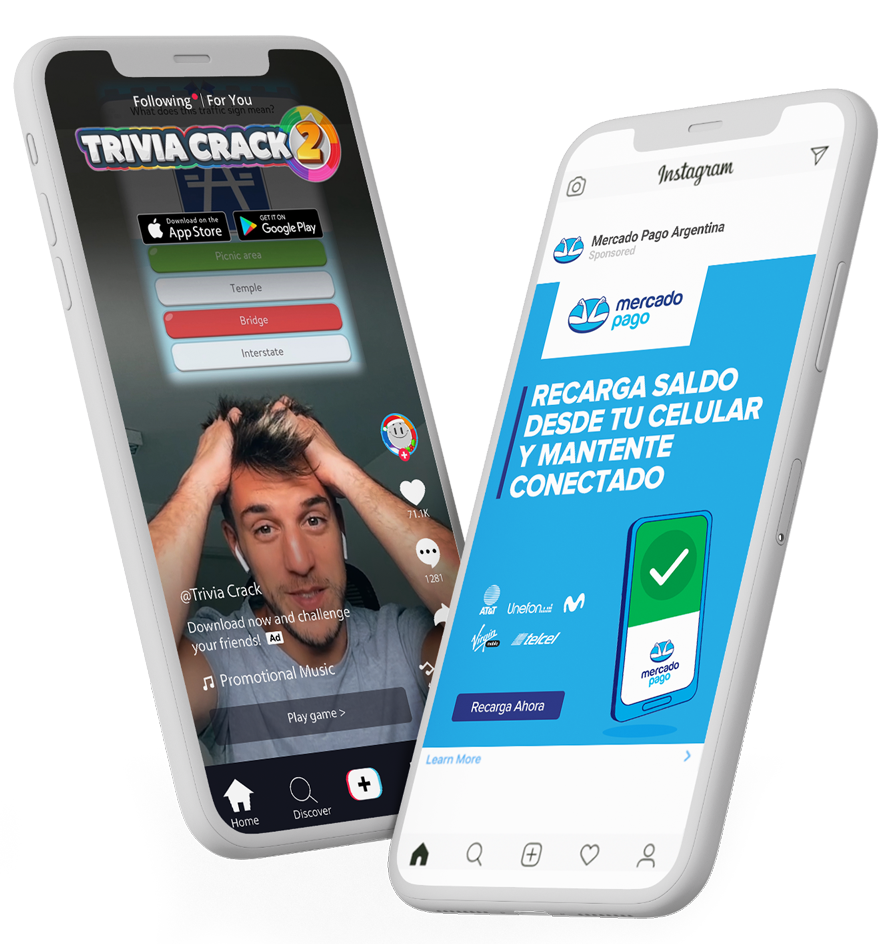 Following | For You
What does this traffic sign mean?
TRIVIA CRACK 2
Download on the
App Store
GET IT ON
Google Play
Picnic area
Temple
Bridge
Interstate
71.1K
1281
@Trivia Crack
Download now and challenge
your friends! Ad
Promotional Music
Play game >
Home
Discover
Instagram
Mercado Pago Argentina
Sponsored
mercado
pago
RECARGA SALDO
DESDE TU CELULAR
Y MANTENTE
CONECTADO
AT&T
Unefon
Virgin
mobile
telcel
mercado
pago
Recarga Ahora
Learn More